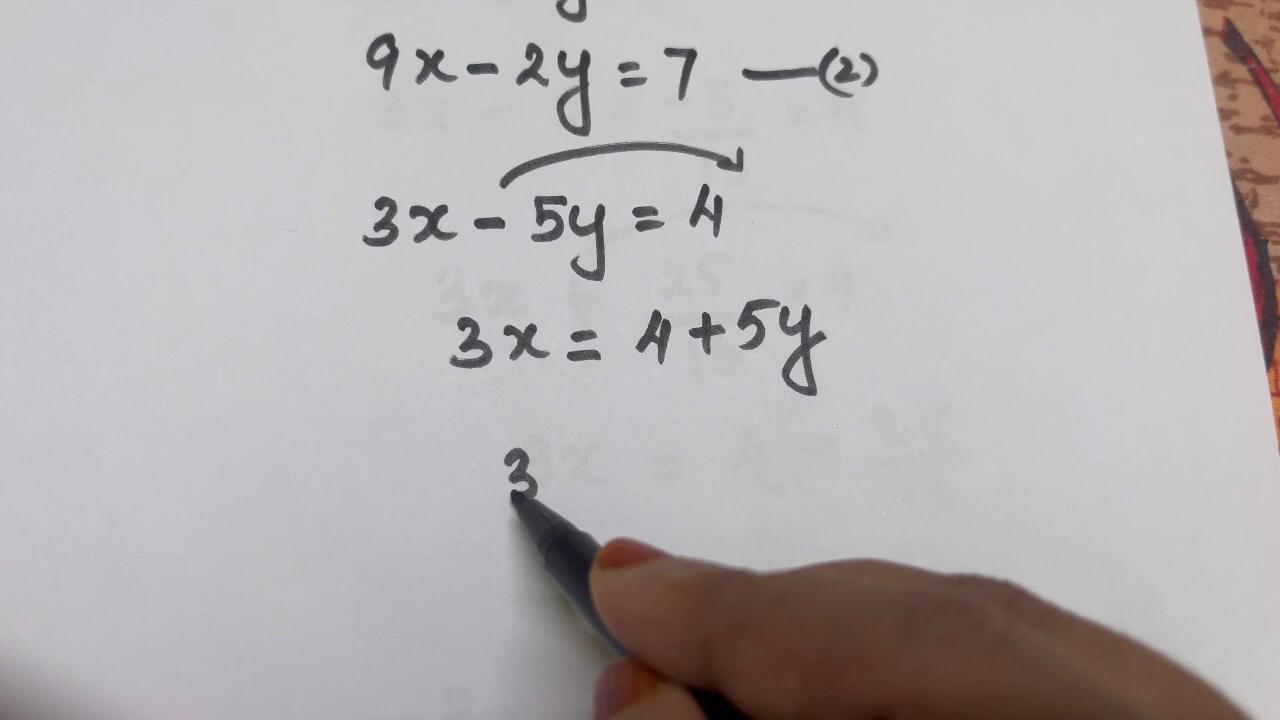 9x - 2y = 7 —(2)
3x - 5y = 4
3x = 4 + 5y
3